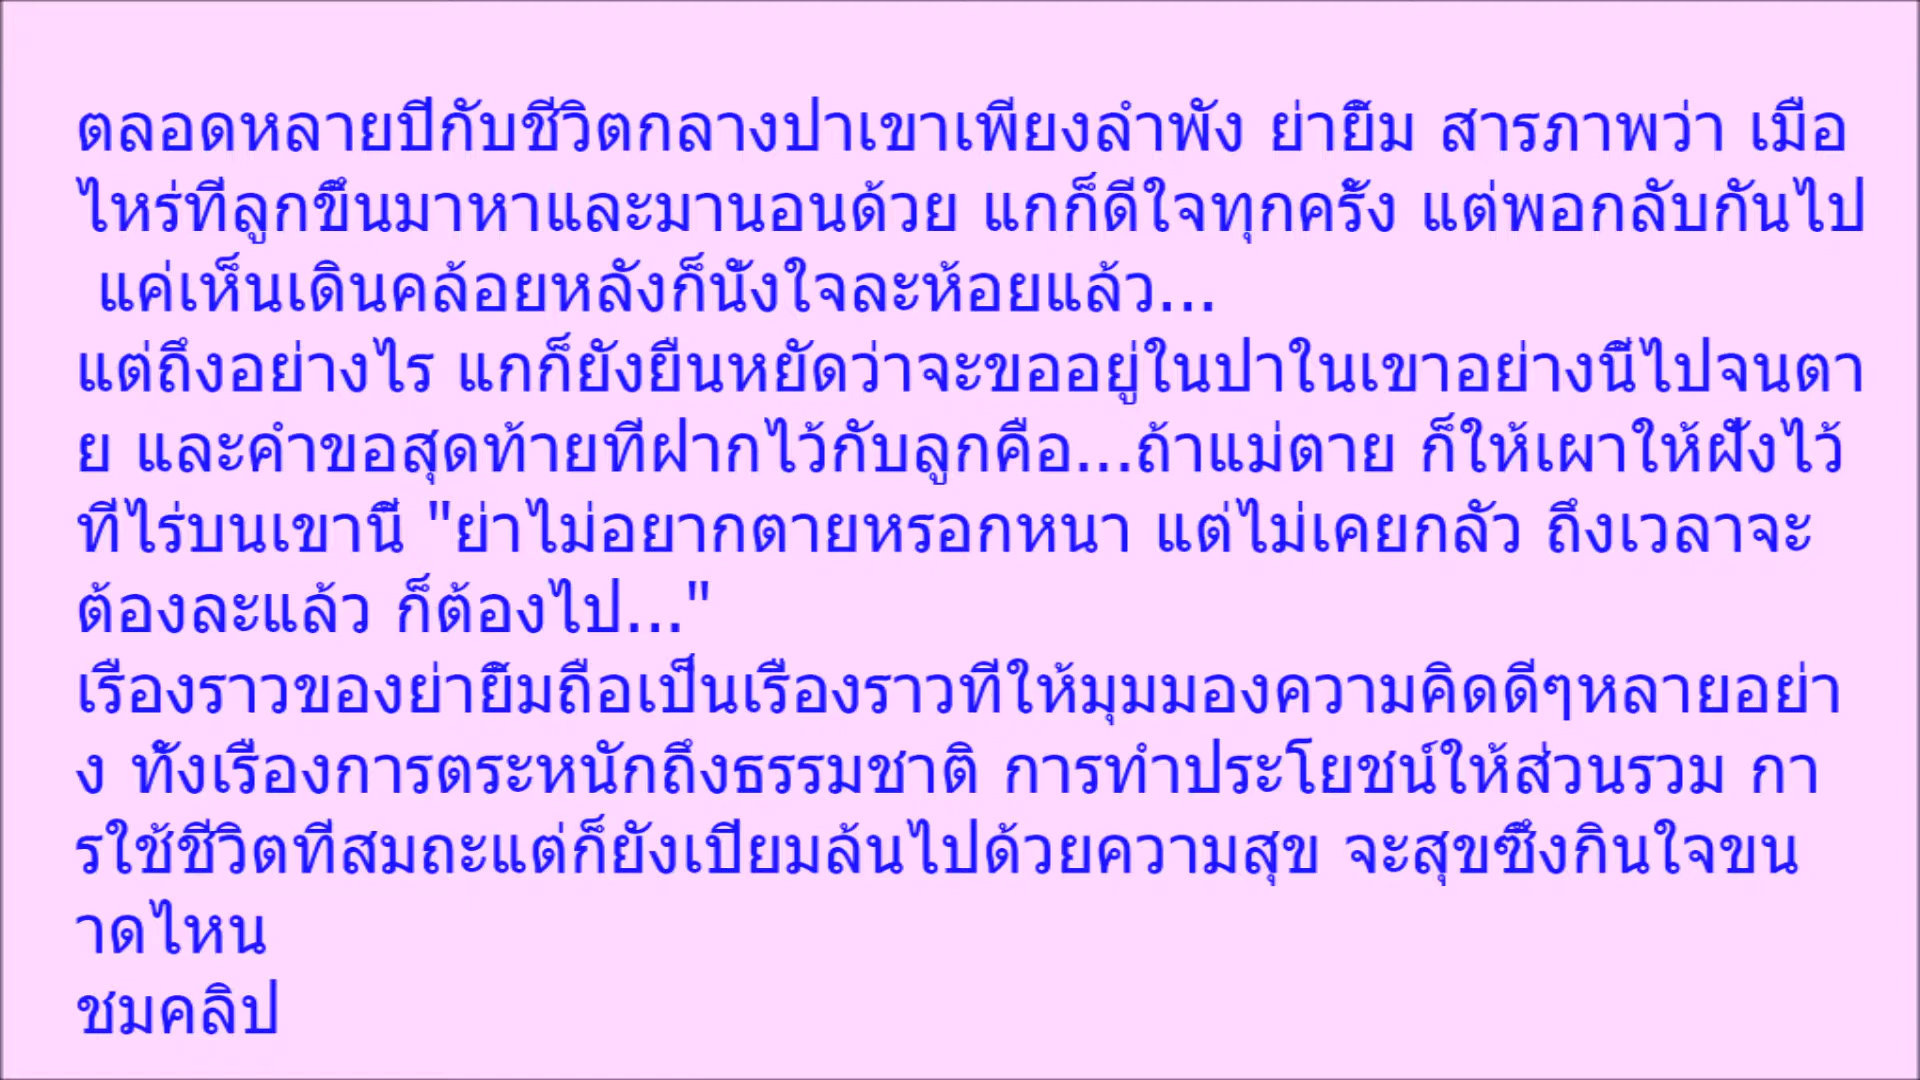 ตลอดหลายปีกับชีวิตกลางป่าเขาเพียงลำพัง ย่ายิ้ม สารภาพว่า เมื่อ
ไหร่ที่ลูกขึ้นมาหาและมานอนด้วย แกก็ดีใจทุกครั้ง แต่พอกลับกันไป
แค่เห็นเดินคล้อยหลังก็นั่งใจละห้อยแล้ว...
แต่ถึงอย่างไร แกก็ยังยืนหยัดว่าจะขออยู่ในป่าในเขาอย่างนี้ไปจนตา
ย และคำขอสุดท้ายที่ฝากไว้กับลูกคือ...ถ้าแม่ตาย ก็ให้เผาให้ฝังไว้
ที่ไร่บนเขานี้ "ย่าไม่อยากตายหรอกหนา แต่ไม่เคยกลัว ถึงเวลาจะ
ต้องละแล้ว ก็ต้องไป..."
เรื่องราวของย่ายิ้มถือเป็นเรื่องราวที่ให้มุมมองความคิดดีๆหลายอย่า
ง ทั้งเรื่องการตระหนักถึงธรรมชาติ การทำประโยชน์ให้ส่วนรวม กา
รใช้ชีวิตที่สมถะแต่ก็ยังเปี่ยมล้นไปด้วยความสุข จะสุขซึ้งกินใจขน
าดไหน
ชมคลิป